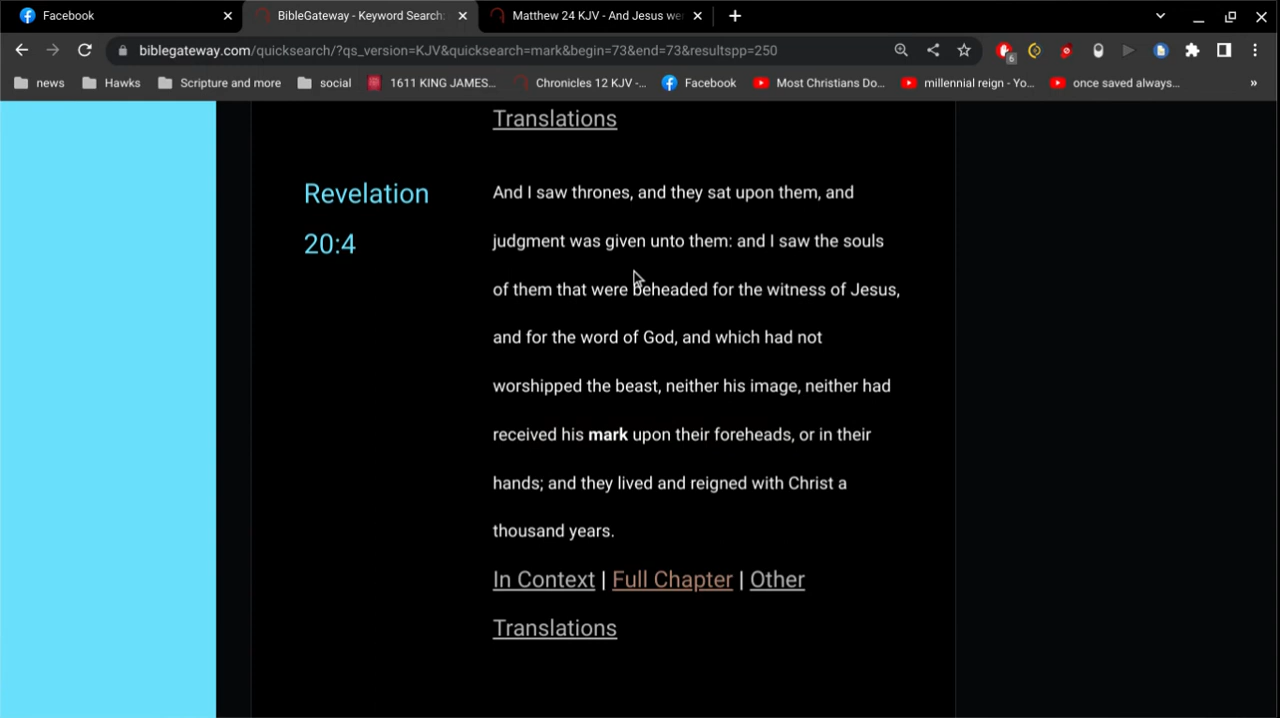 Facebook
BibleGateway - Keyword Search:
Matthew 24 KJV - And Jesus wer
biblegateway.com/quicksearch/?qs_version=KJV&quicksearch=mark&begin=73&end=73&resultspp=250
6
news
Hawks
Scripture and more
social
1611 KING JAMES...
Chronicles 12 KJV -...
Facebook
Most Christians Do...
millennial reign - Yo...
once saved always...
»
Translations
Revelation
20:4
And I saw thrones, and they sat upon them, and
judgment was given unto them: and I saw the souls
of them that were beheaded for the witness of Jesus,
and for the word of God, and which had not
worshipped the beast, neither his image, neither had
received his mark upon their foreheads, or in their
hands; and they lived and reigned with Christ a
thousand years.
In Context | Full Chapter | Other
Translations